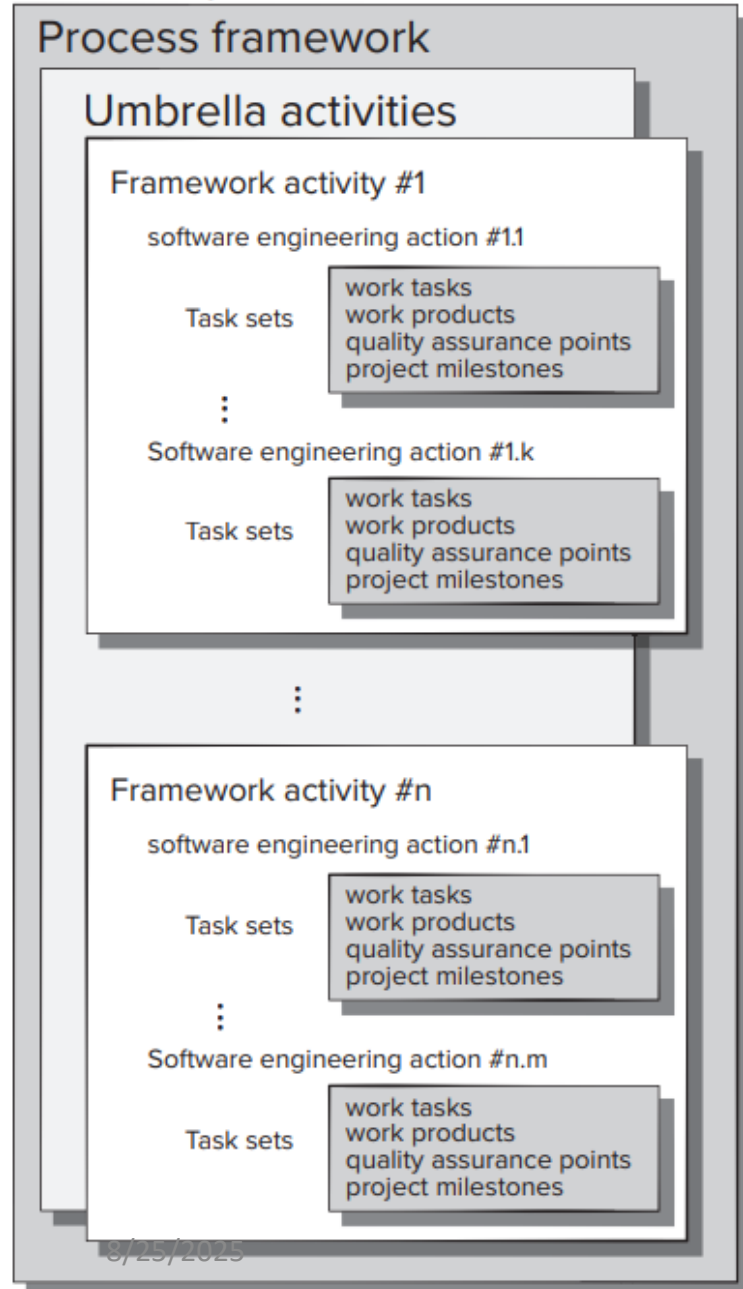 Process framework
Umbrella activities
Framework activity #1
software engineering action #1.1
Task sets
work tasks
work products
quality assurance points
project milestones
⋮
Software engineering action #1.k
Task sets
work tasks
work products
quality assurance points
project milestones
⋮
Framework activity #n
software engineering action #n.1
Task sets
work tasks
work products
quality assurance points
project milestones
⋮
Software engineering action #n.m
Task sets
work tasks
work products
quality assurance points
project milestones
8/25/2025